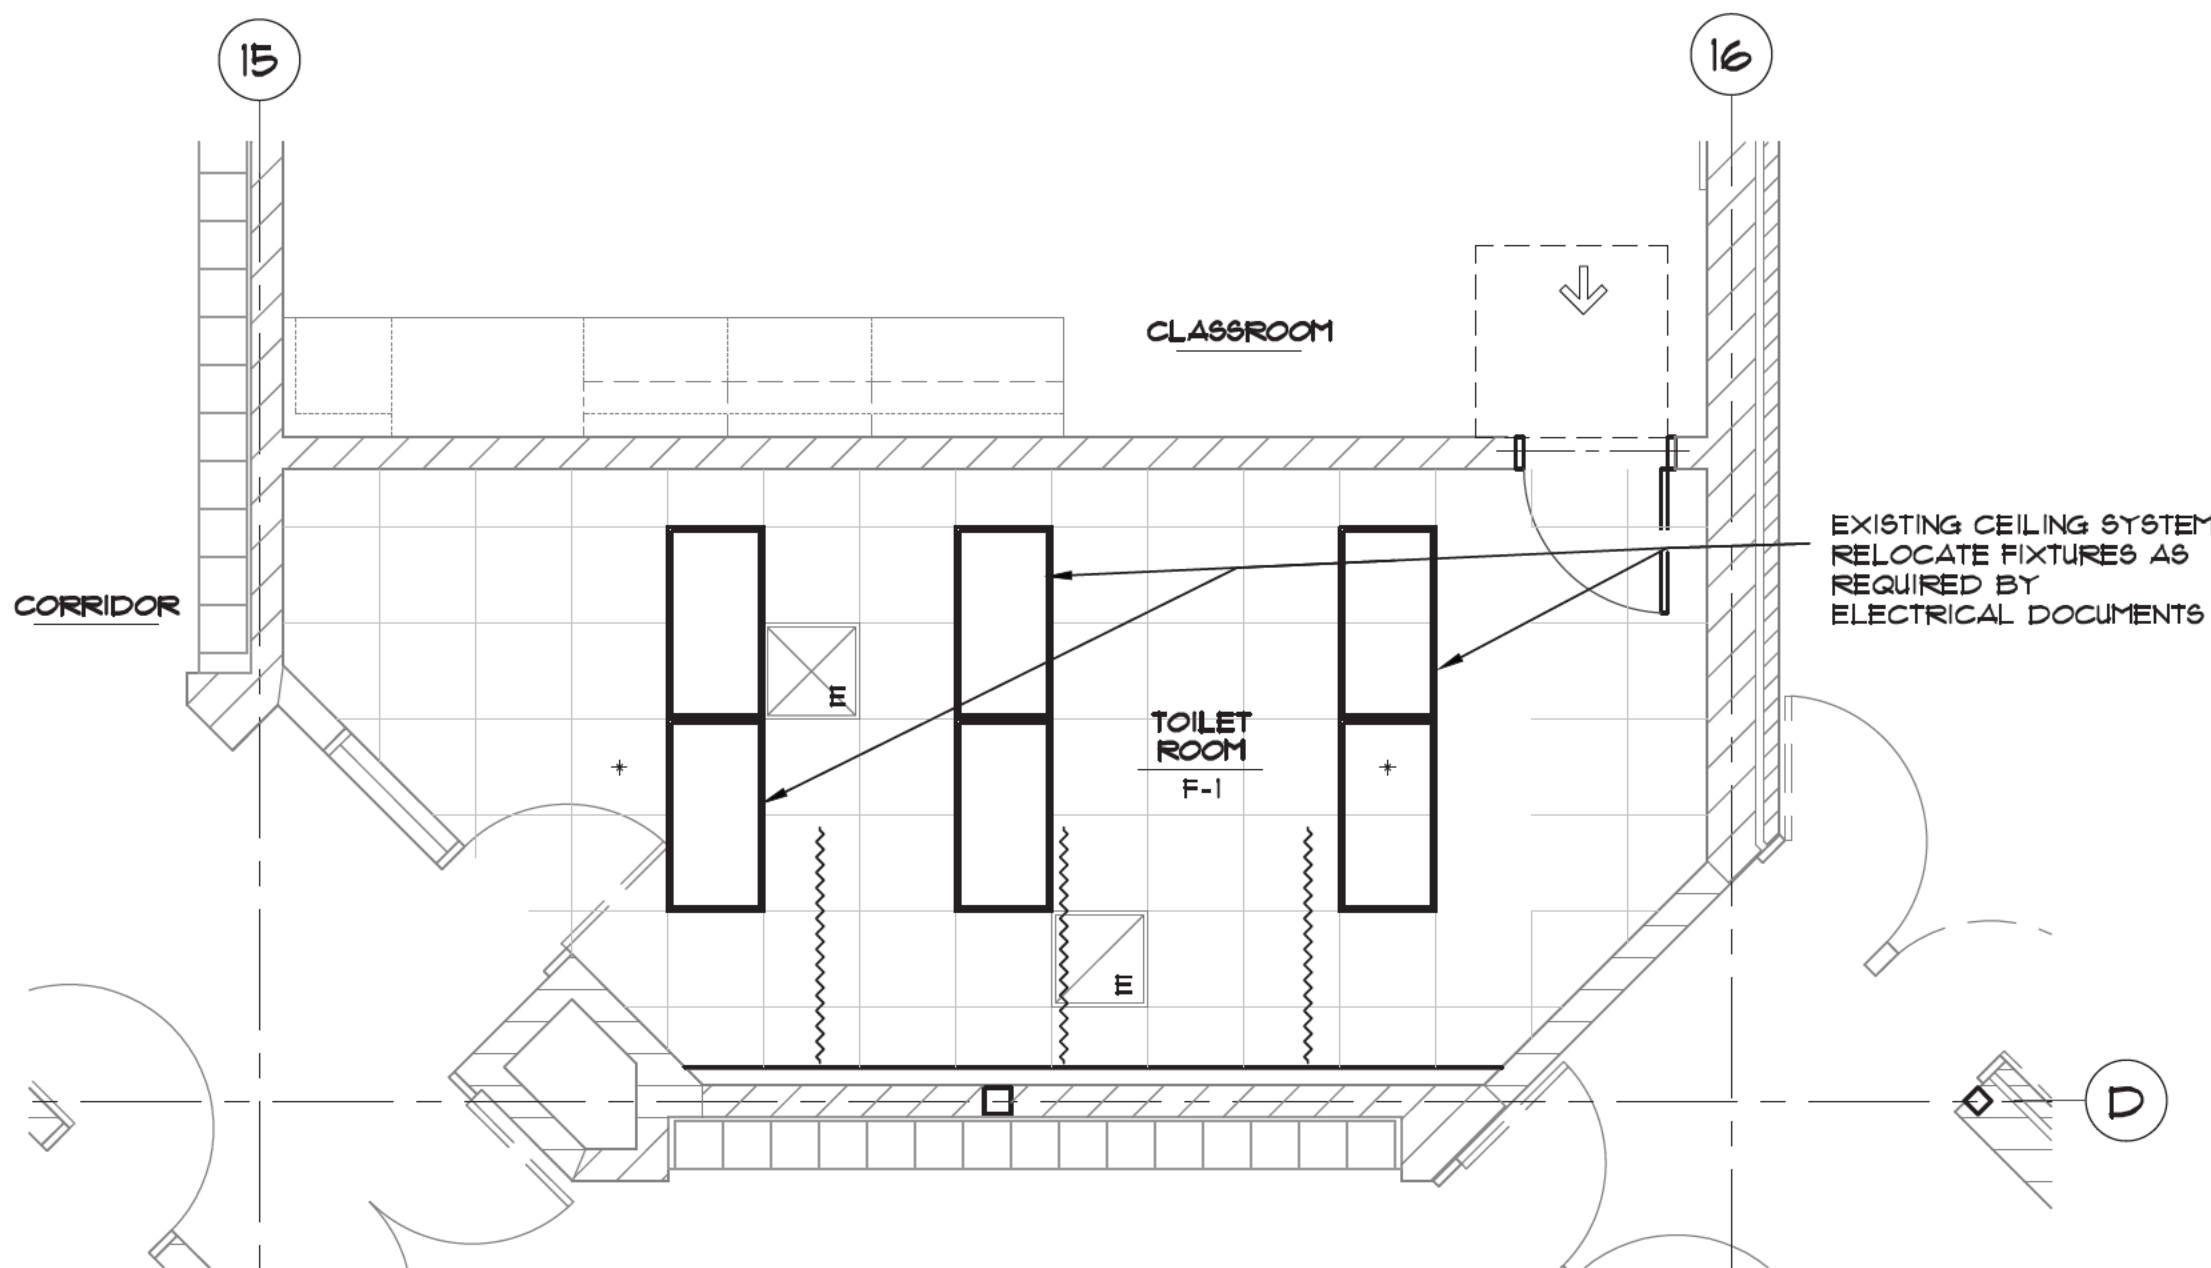 15
16
CLASSROOM
EXISTING CEILING SYSTEM
RELOCATE FIXTURES AS
REQUIRED BY
ELECTRICAL DOCUMENTS
CORRIDOR
E
TOILET
ROOM
F-1
E
D